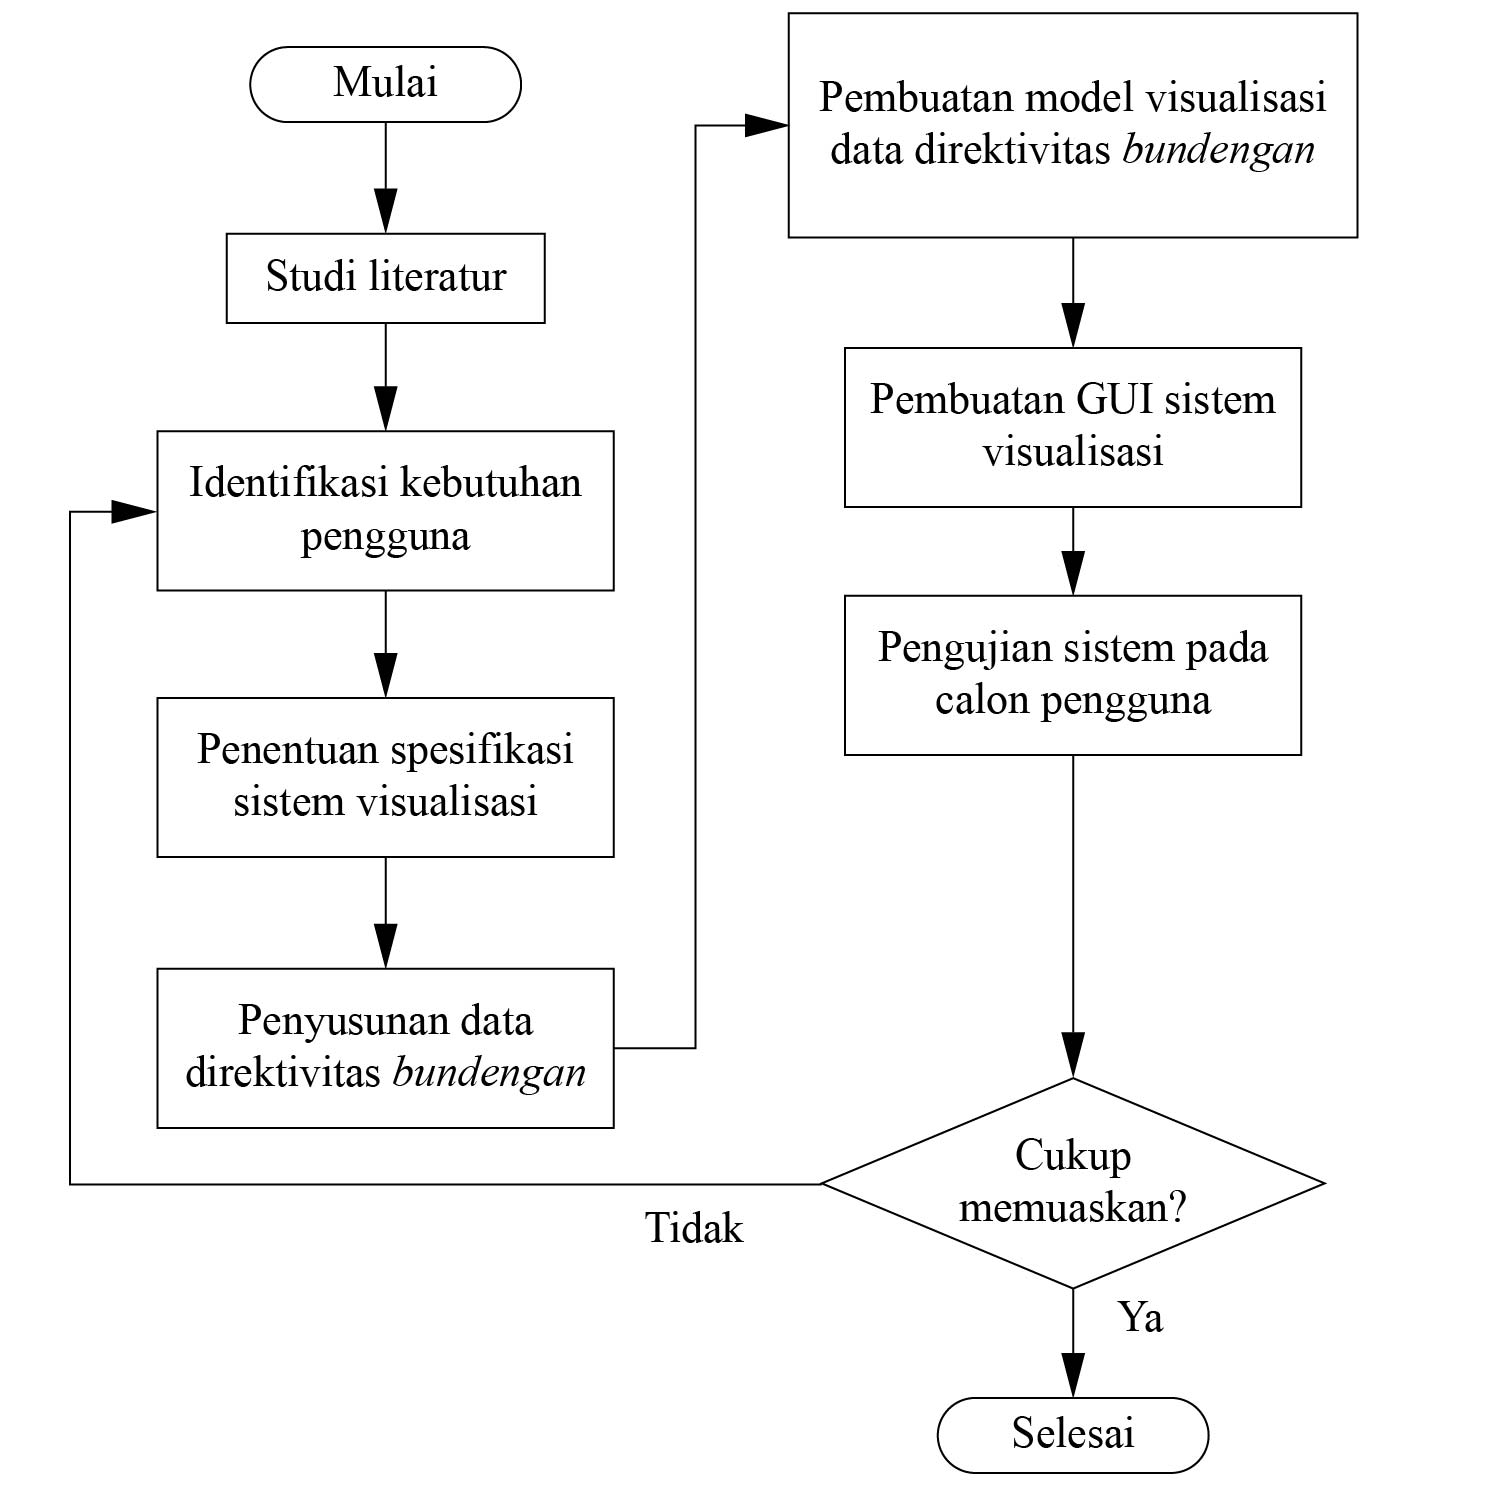 Mulai
Studi literatur
Identifikasi kebutuhan
pengguna
Penentuan spesifikasi
sistem visualisasi
Penyusunan data
direktivitas bundengan
Pembuatan model visualisasi
data direktivitas bundengan
Pembuatan GUI sistem
visualisasi
Pengujian sistem pada
calon pengguna
Cukup
memuaskan?
Tidak
Ya
Selesai